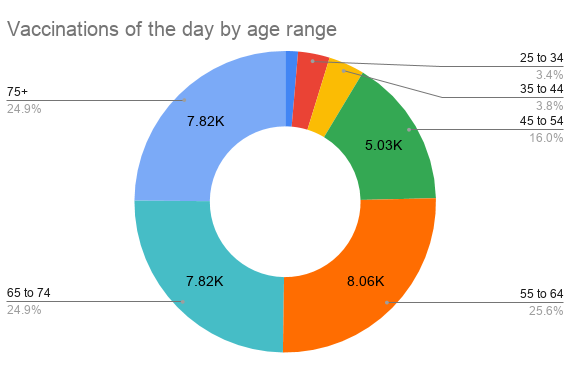 Vaccinations of the day by age range
25 to 34
3.4%
35 to 44
3.8%
45 to 54
16.0%
75+
24.9%
7.82K
5.03K
7.82K
8.06K
65 to 74
24.9%
55 to 64
25.6%